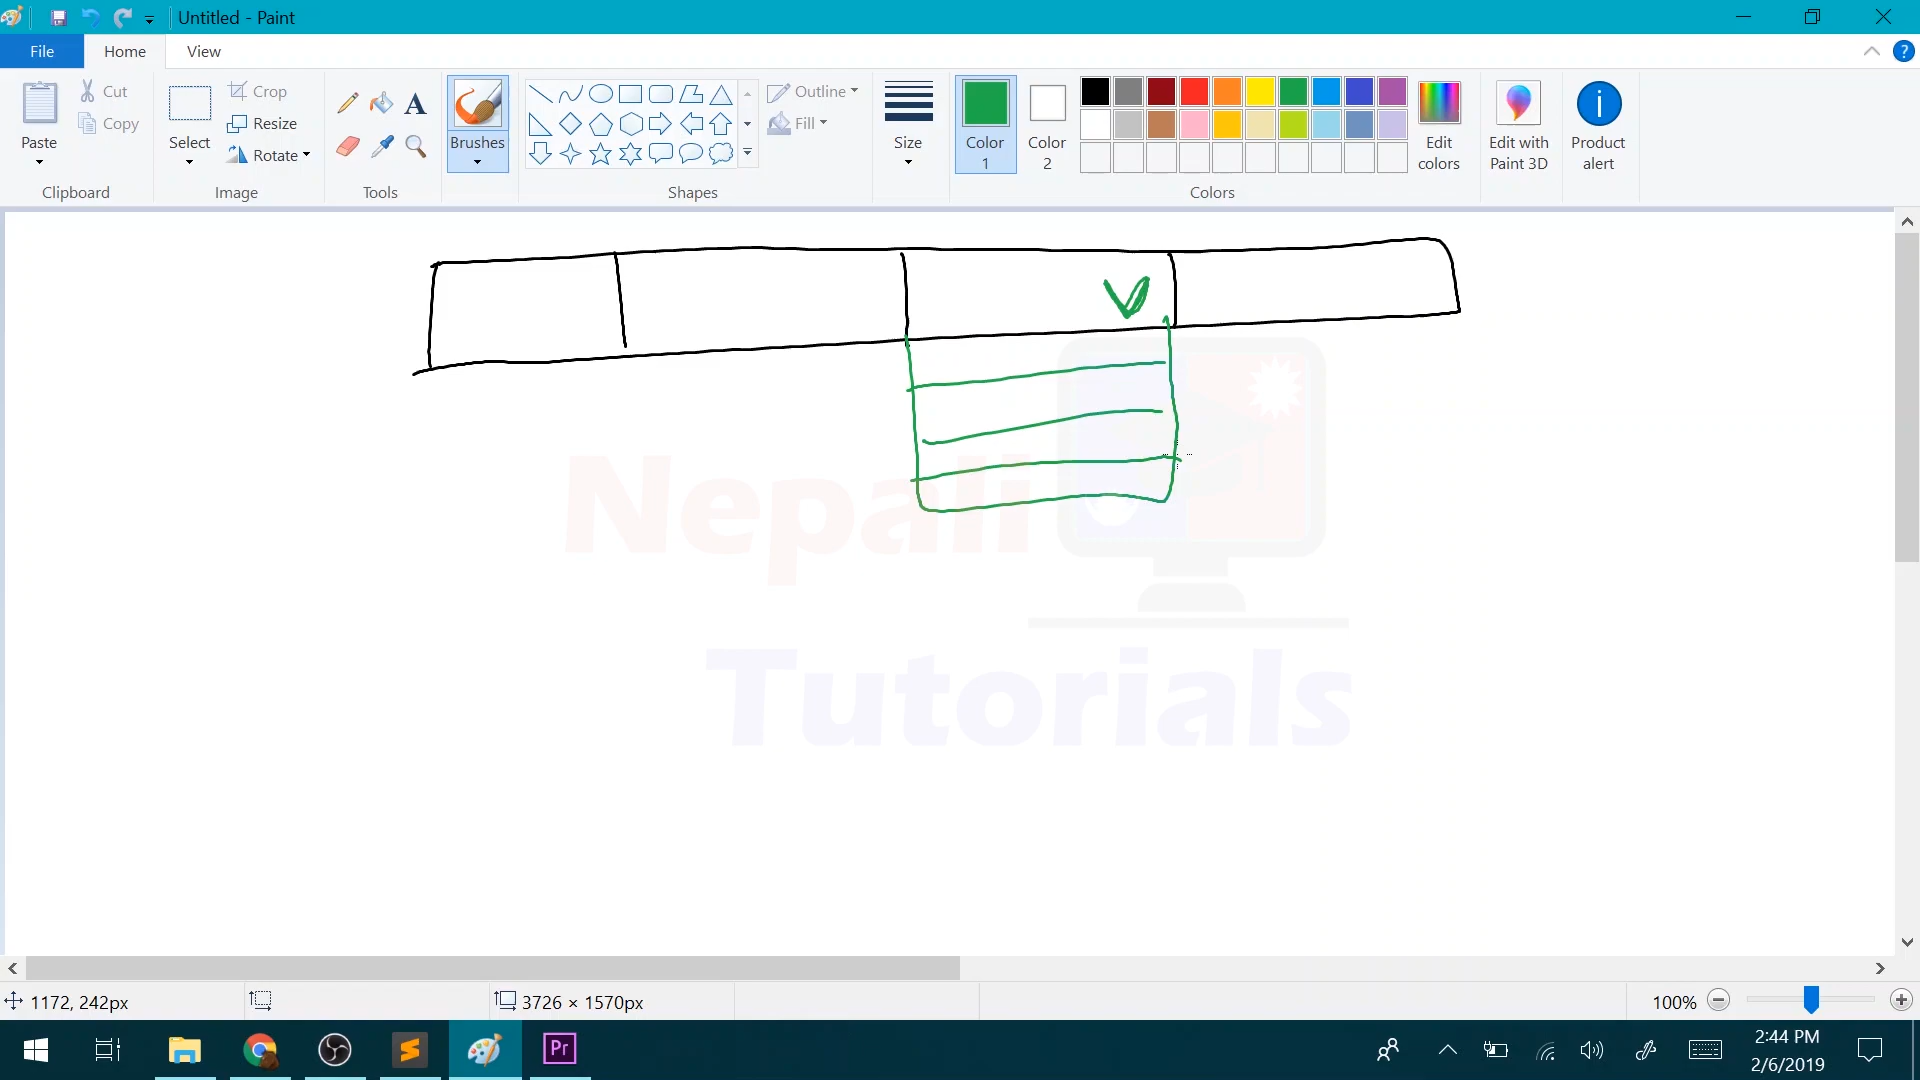 Untitled - Paint
File Home View
Paste
Cut
Copy
Clipboard
Select
Crop
Resize
Rotate
Image
Tools
Brushes
Shapes
Outline
Fill
Size
Color 1
Color 2
Edit colors
Colors
Edit with Paint 3D
Product alert
Nepali
Tutorials
1172, 242px
3726 × 1570px
100%
Pr
2:44 PM
2/6/2019